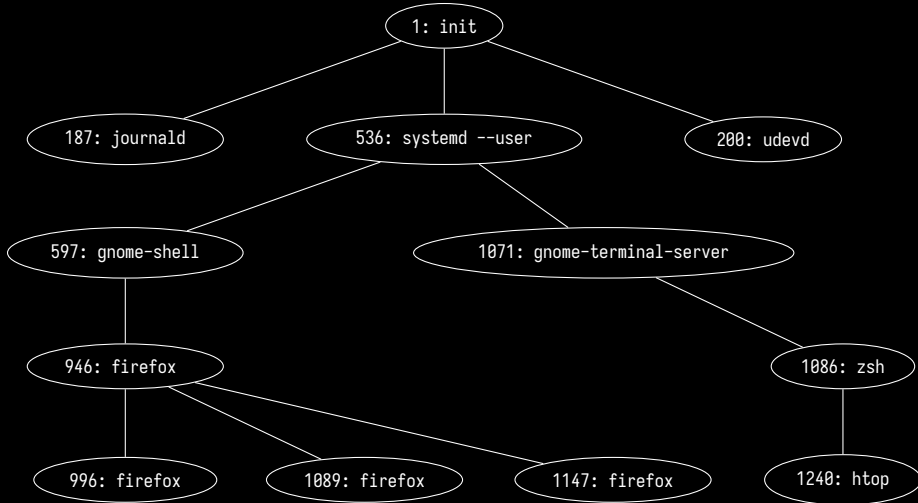 1: init
187: journald
536: systemd --user
200: udevd
597: gnome-shell
1071: gnome-terminal-server
946: firefox
1086: zsh
996: firefox
1089: firefox
1147: firefox
1240: htop